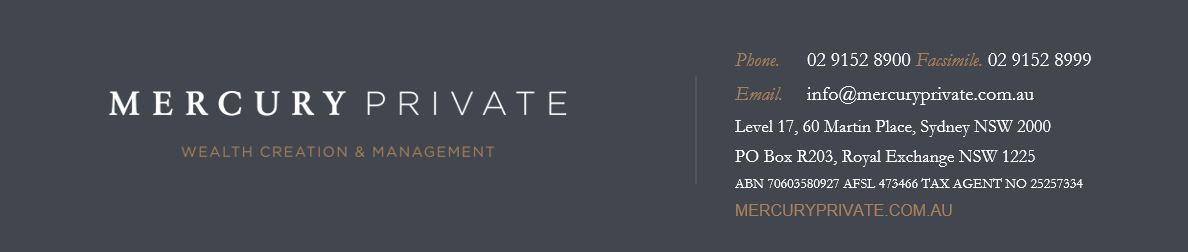 MERCURY PRIVATE
WEALTH CREATION & MANAGEMENT
Phone. 02 9152 8900 Facsimile. 02 9152 8999
Email. info@mercuryprivate.com.au
Level 17, 60 Martin Place, Sydney NSW 2000
PO Box R203, Royal Exchange NSW 1225
ABN 70603580927 AFSL 473466 TAX AGENT NO 25257334
MERCURYPRIVATE.COM.AU